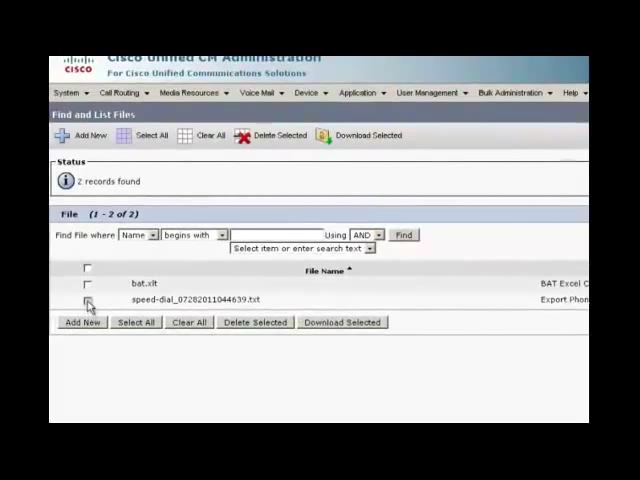 Cisco Unified CM Administration
CISCO For Cisco Unified Communications Solutions
System Call Routing Media Resources Voice Mail Device Application User Management Bulk Administration Help
Find and List Files
Add New Select All Clear All Delete Selected Download Selected
Status
2 records found
File (1 - 2 of 2)
Find File where Name begins with Using AND Find
Select item or enter search text
File Name
bat.xlt BAT Excel C
speed-dial_07282011044639.txt Export Phon
Add New Select All Clear All Delete Selected Download Selected